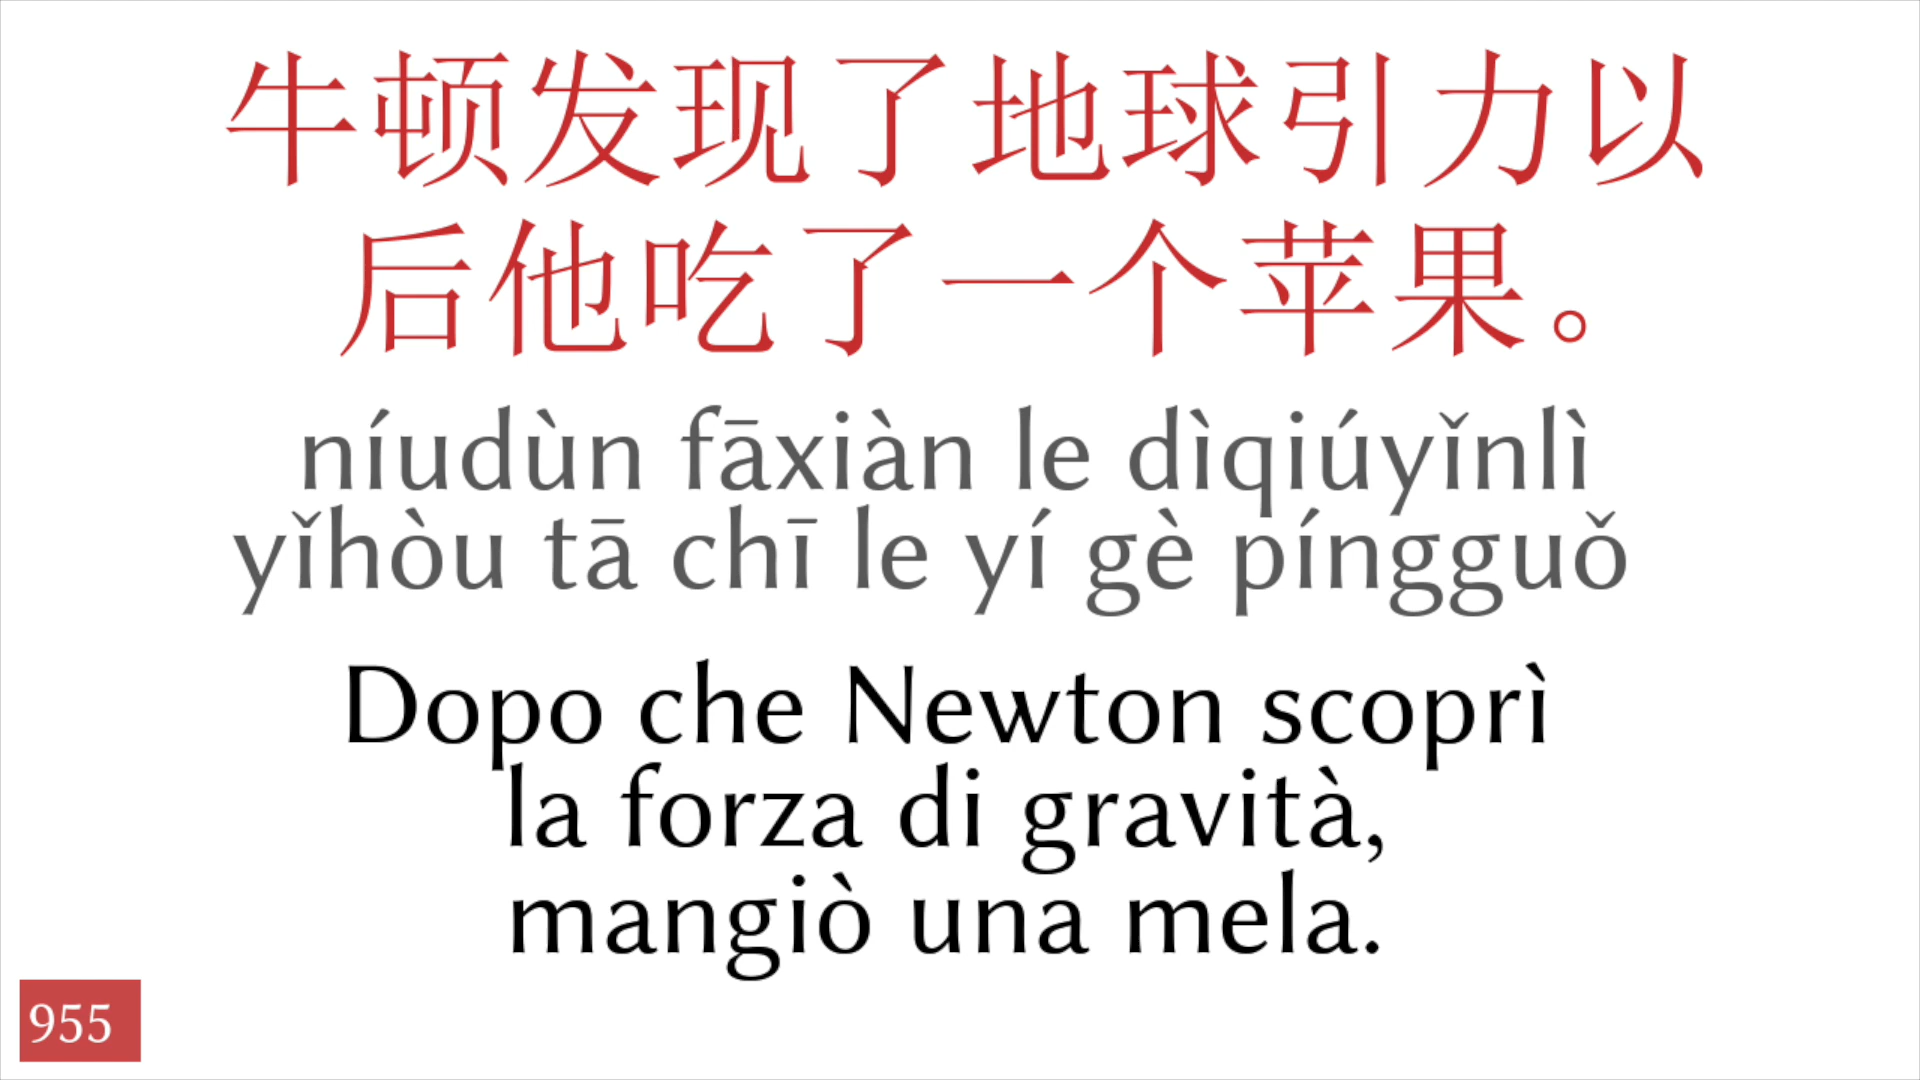 牛顿发现了地球引力以
后他吃了一个苹果。
níudùn fāxiàn le dìqiúyǐnlì
yǐhòu tā chī le yí gè píngguǒ
Dopo che Newton scoprì
la forza di gravità,
mangiò una mela.
955